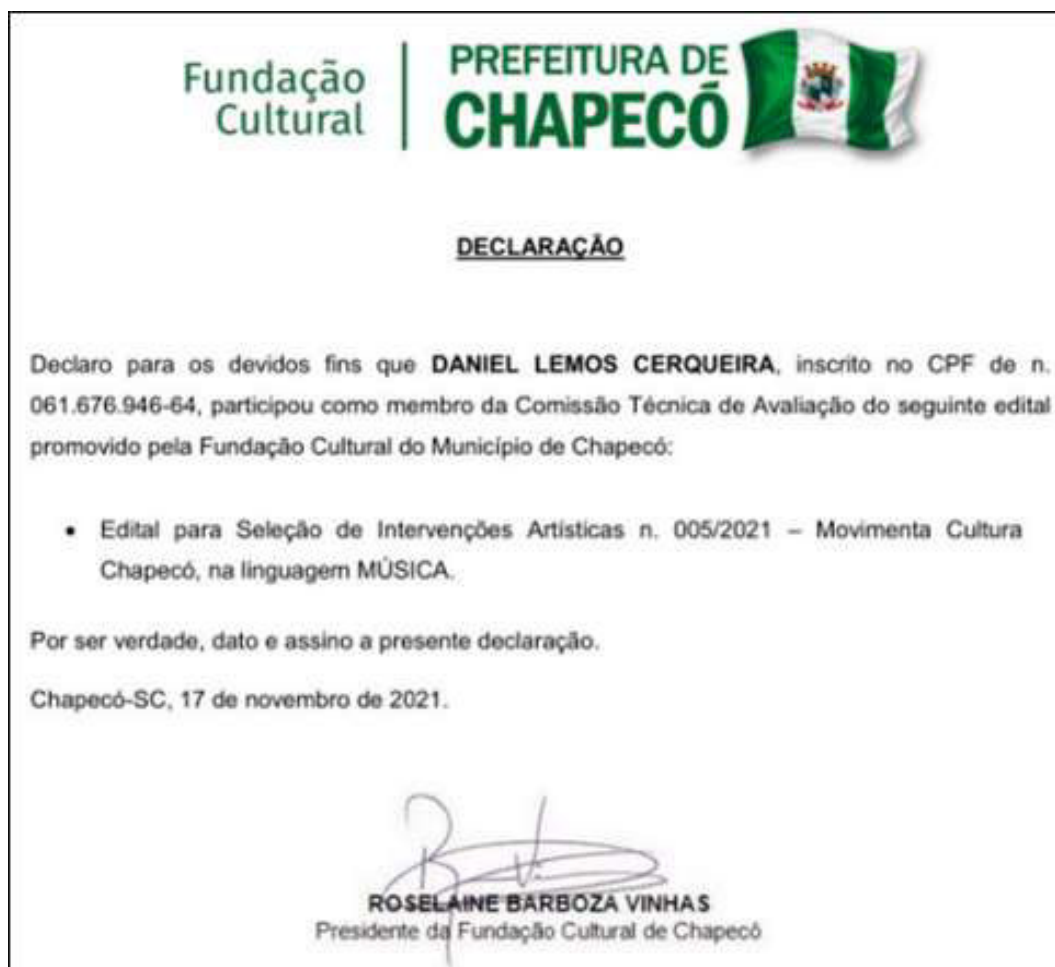 Fundação
Cultural
PREFEITURA DE
CHAPECÓ
DECLARAÇÃO
Declaro para os devidos fins que DANIEL LEMOS CERQUEIRA, inscrito no CPF de n.
061.676.946-64, participou como membro da Comissão Técnica de Avaliação do seguinte edital
promovido pela Fundação Cultural do Município de Chapecó:
• Edital para Seleção de Intervenções Artísticas n. 005/2021 – Movimenta Cultura
Chapecó, na linguagem MÚSICA.
Por ser verdade, dato e assino a presente declaração.
Chapecó-SC, 17 de novembro de 2021.
ROSELAINE BARBOZA VINHAS
Presidente da Fundação Cultural de Chapecó